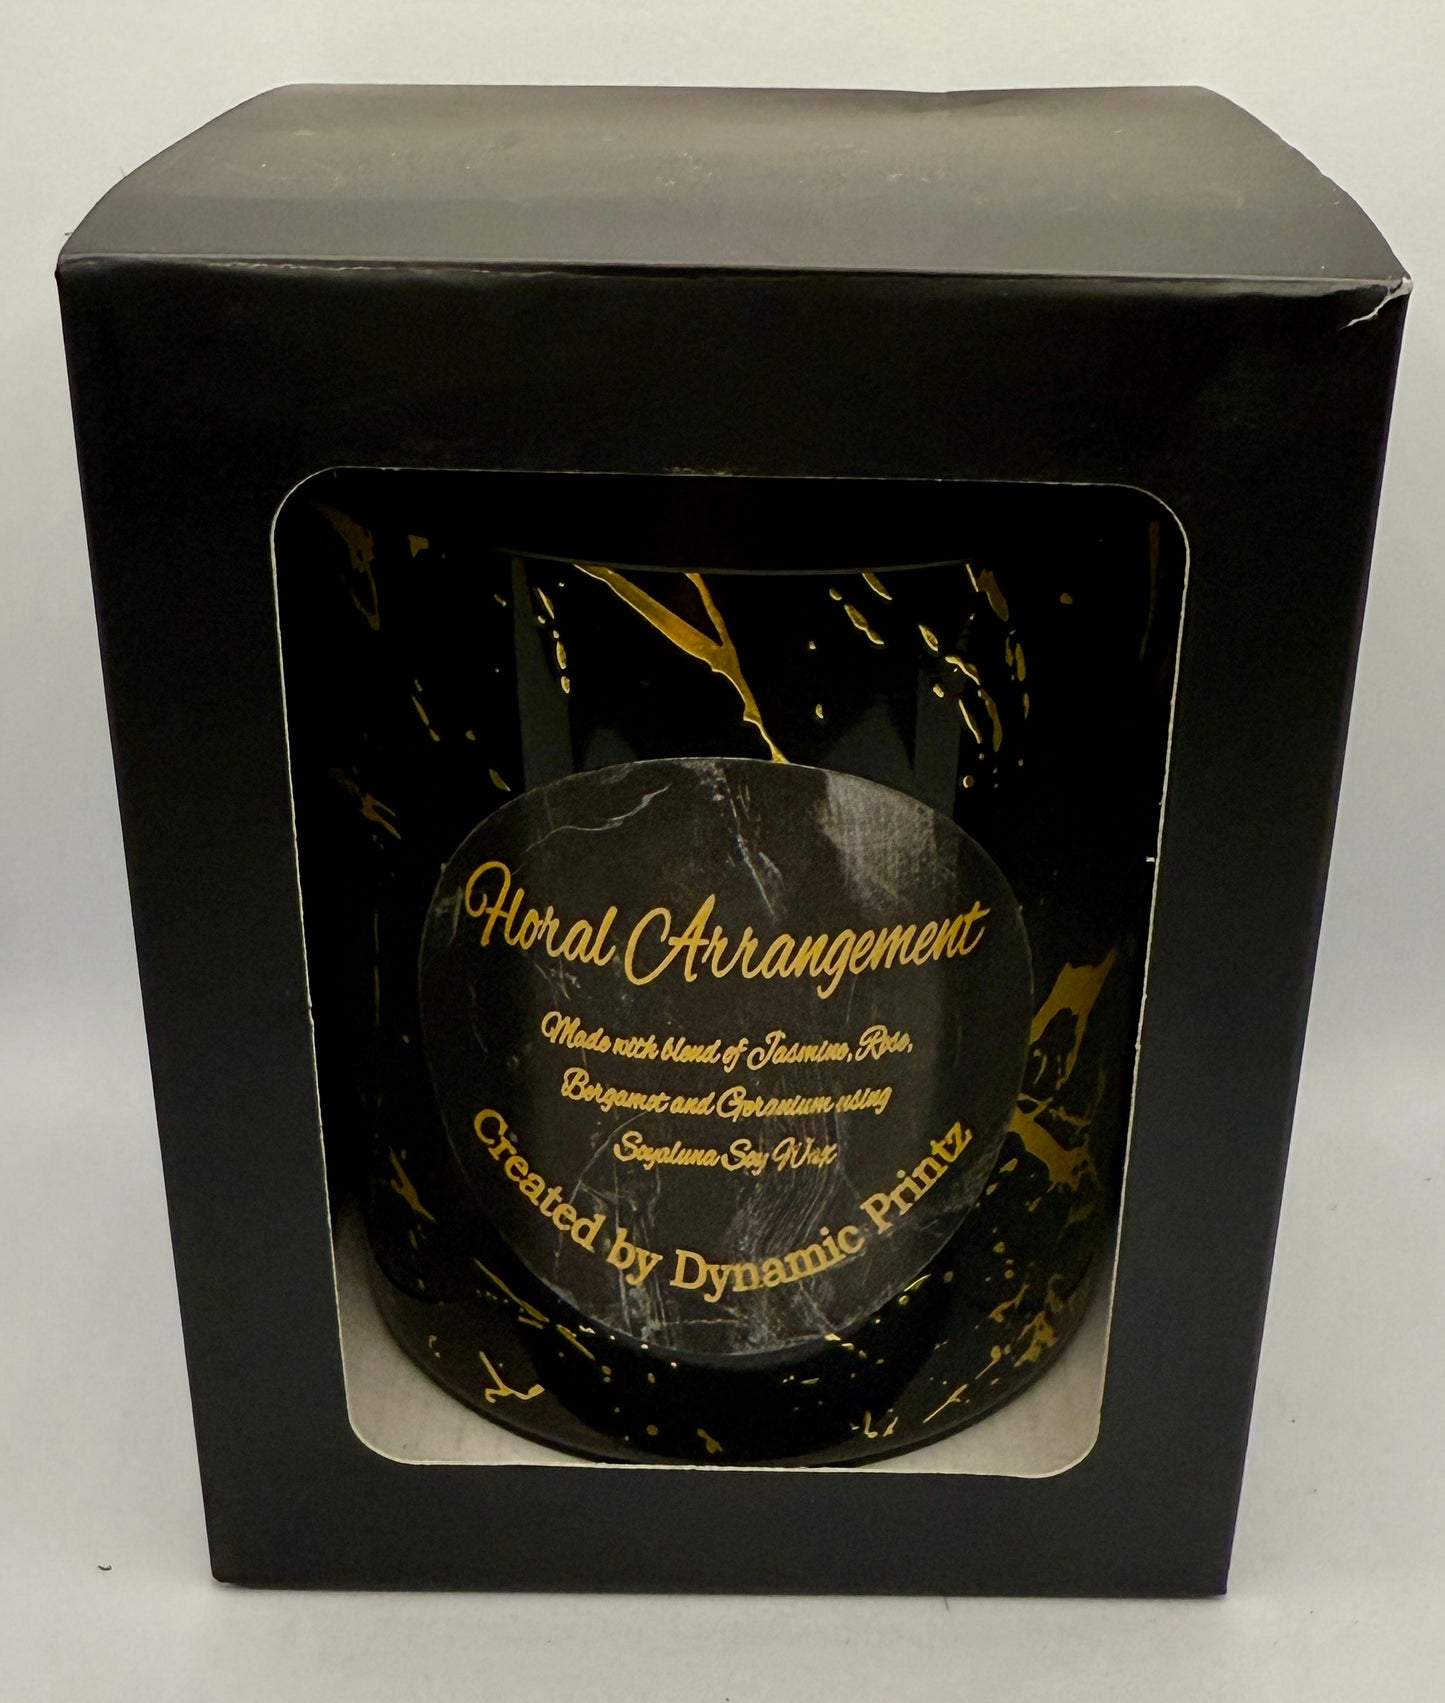 Floral Arrangement
Made with blend of Jasmine, Rose,
Bergamot and Geranium using
Soyaluna Soy Wax
Created by Dynamic Printz